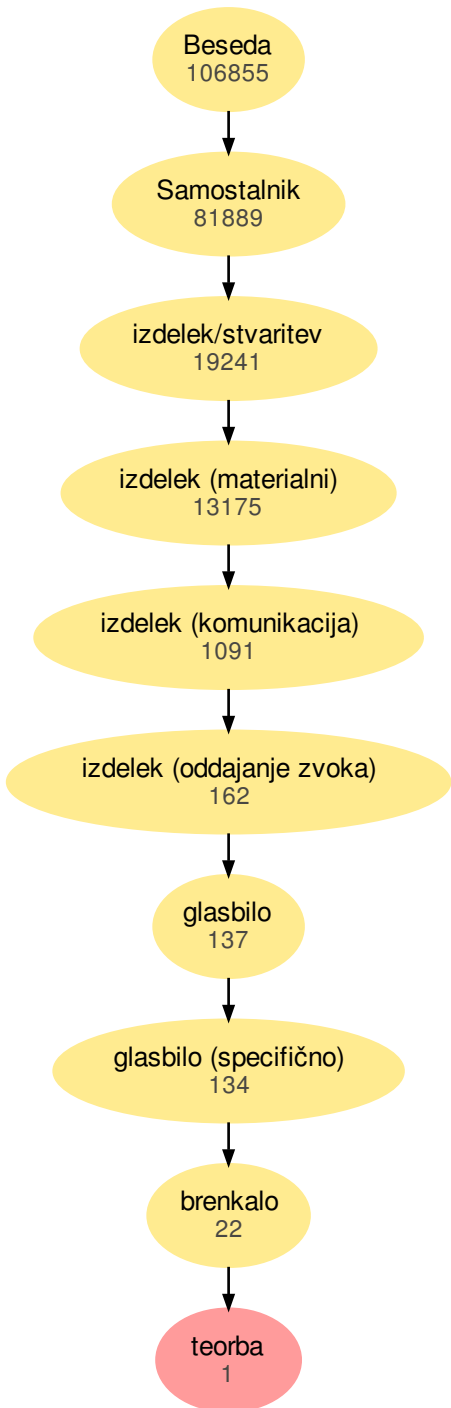 Beseda
106855
Samostalnik
81889
izdelek/stvaritev
19241
izdelek (materialni)
13175
izdelek (komunikacija)
1091
izdelek (oddajanje zvoka)
162
glasbilo
137
glasbilo (specifično)
134
brenkalo
22
teorba
1